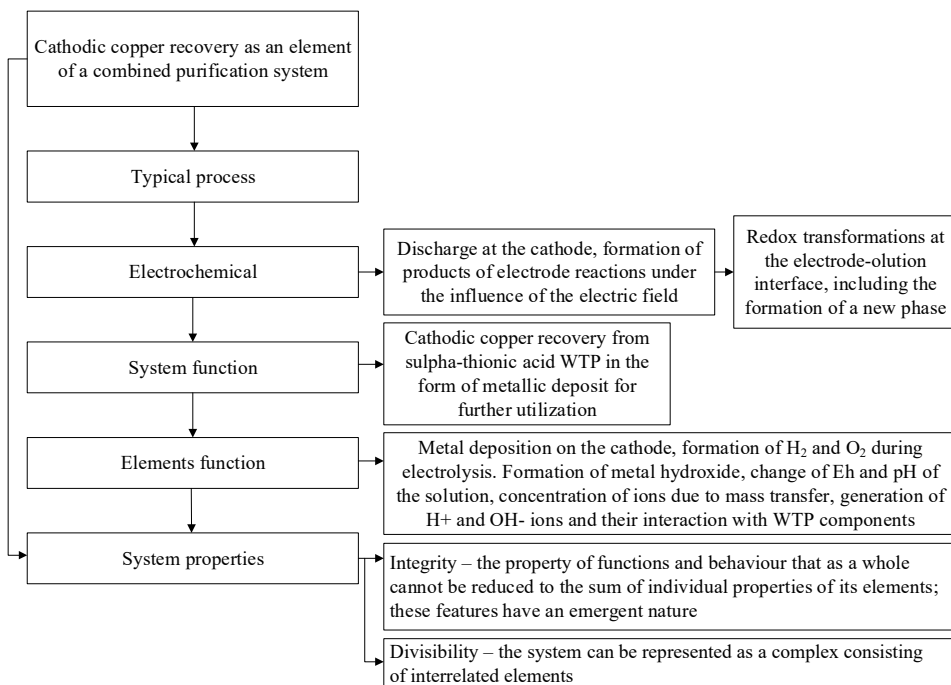 Cathodic copper recovery as an element
of a combined purification system
Typical process
Electrochemical
Discharge at the cathode, formation of
products of electrode reactions under
the influence of the electric field
Redox transformations at
the electrode-olution
interface, including the
formation of a new phase
System function
Cathodic copper recovery from
sulpha-thionic acid WTP in the
form of metallic deposit for
further utilization
Elements function
Metal deposition on the cathode, formation of H₂ and O₂ during
electrolysis. Formation of metal hydroxide, change of Eh and pH of
the solution, concentration of ions due to mass transfer, generation of
H+ and OH- ions and their interaction with WTP components
System properties
Integrity – the property of functions and behaviour that as a whole
cannot be reduced to the sum of individual properties of its elements;
these features have an emergent nature
Divisibility – the system can be represented as a complex consisting
of interrelated elements